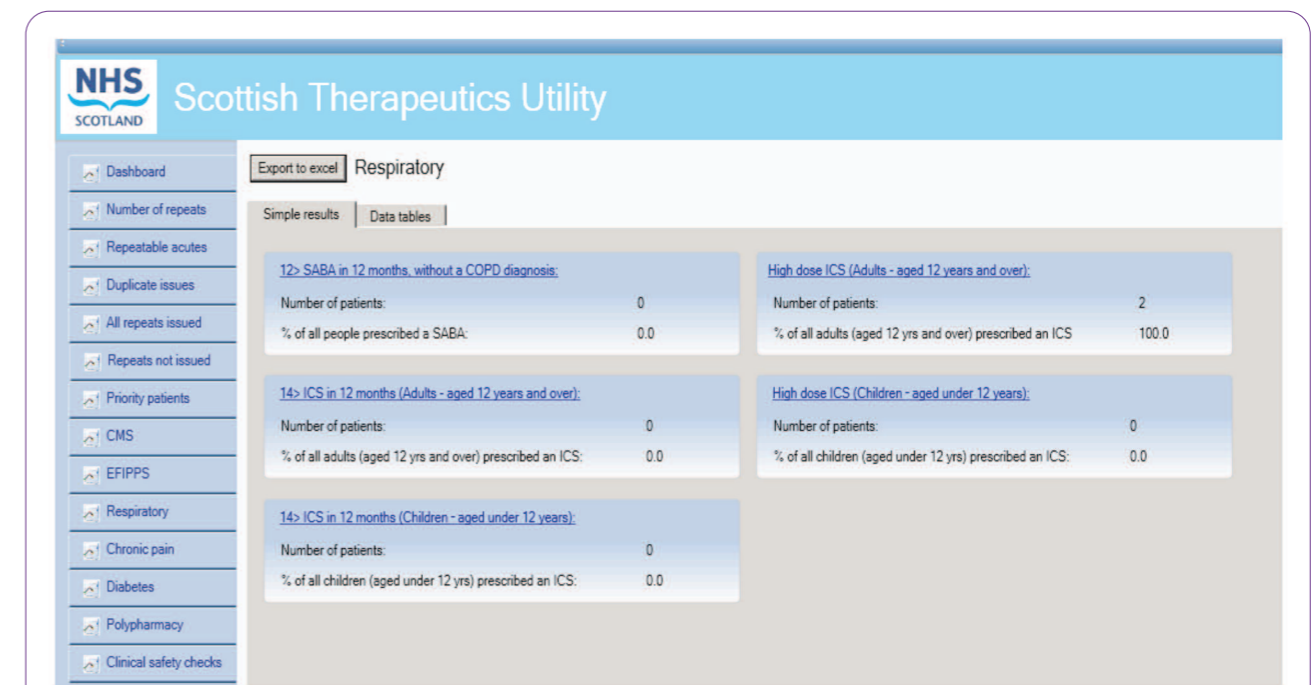 NHS
SCOTLAND
Scottish Therapeutics Utility
Dashboard
Number of repeats
Repeatable acutes
Duplicate issues
All repeats issued
Repeats not issued
Priority patients
CMS
EFIPPS
Respiratory
Chronic pain
Diabetes
Polypharmacy
Clinical safety checks
Export to excel Respiratory
Simple results Data tables
12> SABA in 12 months, without a COPD diagnosis:
Number of patients: 0
% of all people prescribed a SABA: 0.0
High dose ICS (Adults - aged 12 years and over):
Number of patients: 2
% of all adults (aged 12 yrs and over) prescribed an ICS 100.0
14> ICS in 12 months (Adults - aged 12 years and over):
Number of patients: 0
% of all adults (aged 12 yrs and over) prescribed an ICS: 0.0
High dose ICS (Children - aged under 12 years):
Number of patients: 0
% of all children (aged under 12 yrs) prescribed an ICS: 0.0
14> ICS in 12 months (Children - aged under 12 years):
Number of patients: 0
% of all children (aged under 12 yrs) prescribed an ICS: 0.0